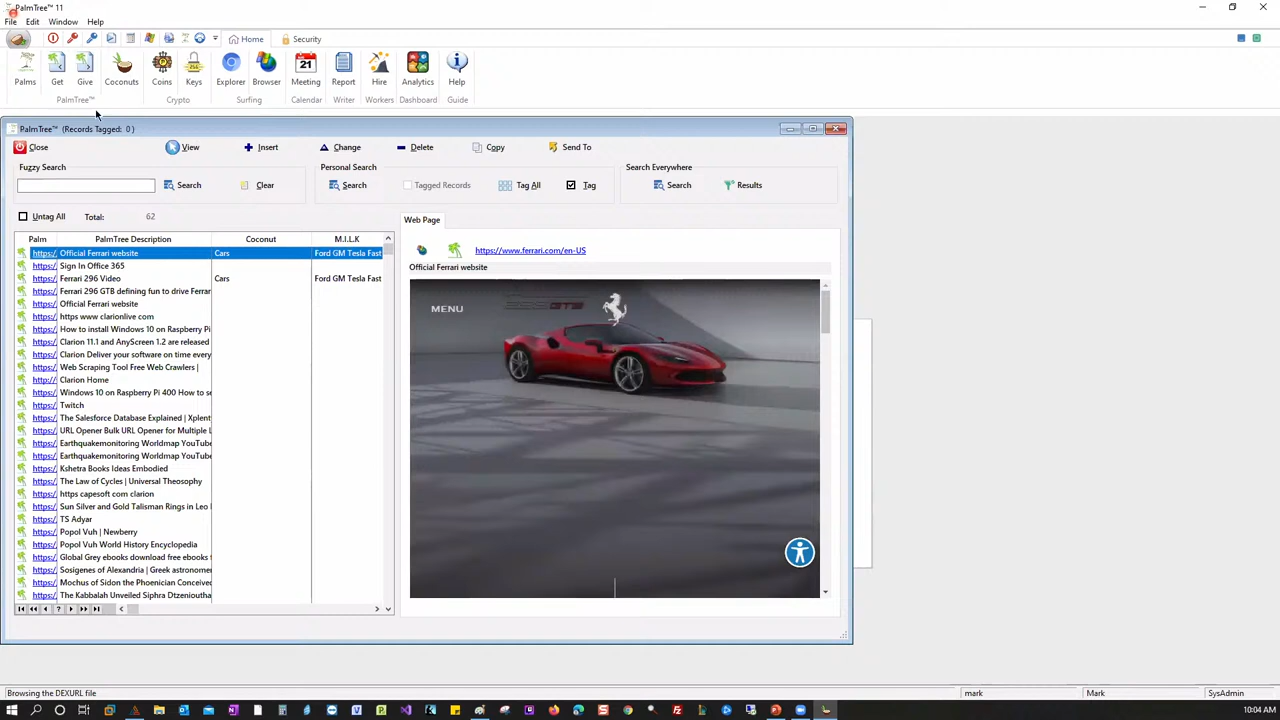 PalmTree™ 11
File Edit Window Help
Home Security
Palms Get Give Coconuts Coins Keys Explorer Browser Meeting Report Hire Analytics Help
21
PalmTree™ Crypto Surfing Calendar Writer Workers Dashboard Guide
PalmTree™ (Records Tagged: 0 )
Close View Insert Change Delete Copy Send To
Fuzzy Search Personal Search Search Everywhere
Search Clear Search Tagged Records Tag All Tag Search Results
Untag All Total: 62
Web Page
Palm PalmTree Description Coconut M.I.L.K
https:/ Official Ferrari website Cars Ford GM Tesla Fast
https:/ Sign In Office 365
https:/ Ferrari 296 Video Cars Ford GM Tesla Fast
https:/ Ferrari 296 GTB defining fun to drive Ferrar
https:/ Official Ferrari website
https:/ https www clarionlive com
https:/ How to install Windows 10 on Raspberry Pi
https:/ Clarion 11.1 and AnyScreen 1.2 are released
https:/ Clarion Deliver your software on time every
https:/ Web Scraping Tool Free Web Crawlers |
http:// Clarion Home
https:/ Windows 10 on Raspberry Pi 400 How to se
https:/ Twitch
https:/ The Salesforce Database Explained | Xplent
https:/ URL Opener Bulk URL Opener for Multiple L
https:/ Earthquakemonitoring Worldmap YouTube
https:/ Earthquakemonitoring Worldmap YouTube
https:/ Kshetra Books Ideas Embodied
https:/ The Law of Cycles | Universal Theosophy
https:/ https capesoft com clarion
https:/ Sun Silver and Gold Talisman Rings in Leo
https:/ TS Adyar
https:/ Popol Vuh | Newberry
https:/ Popol Vuh World History Encyclopedia
https:/ Global Grey ebooks download free ebooks t
https:/ Sosigenes of Alexandria | Greek astronome
https:/ Mochus of Sidon the Phoenician Conceived
https:/ The Kabbalah Unveiled Siphra Dtzenioutha
https://www.ferrari.com/en-US
Official Ferrari website
MENU
Browsing the DEXURL file mark Mark SysAdmin
10:04 AM